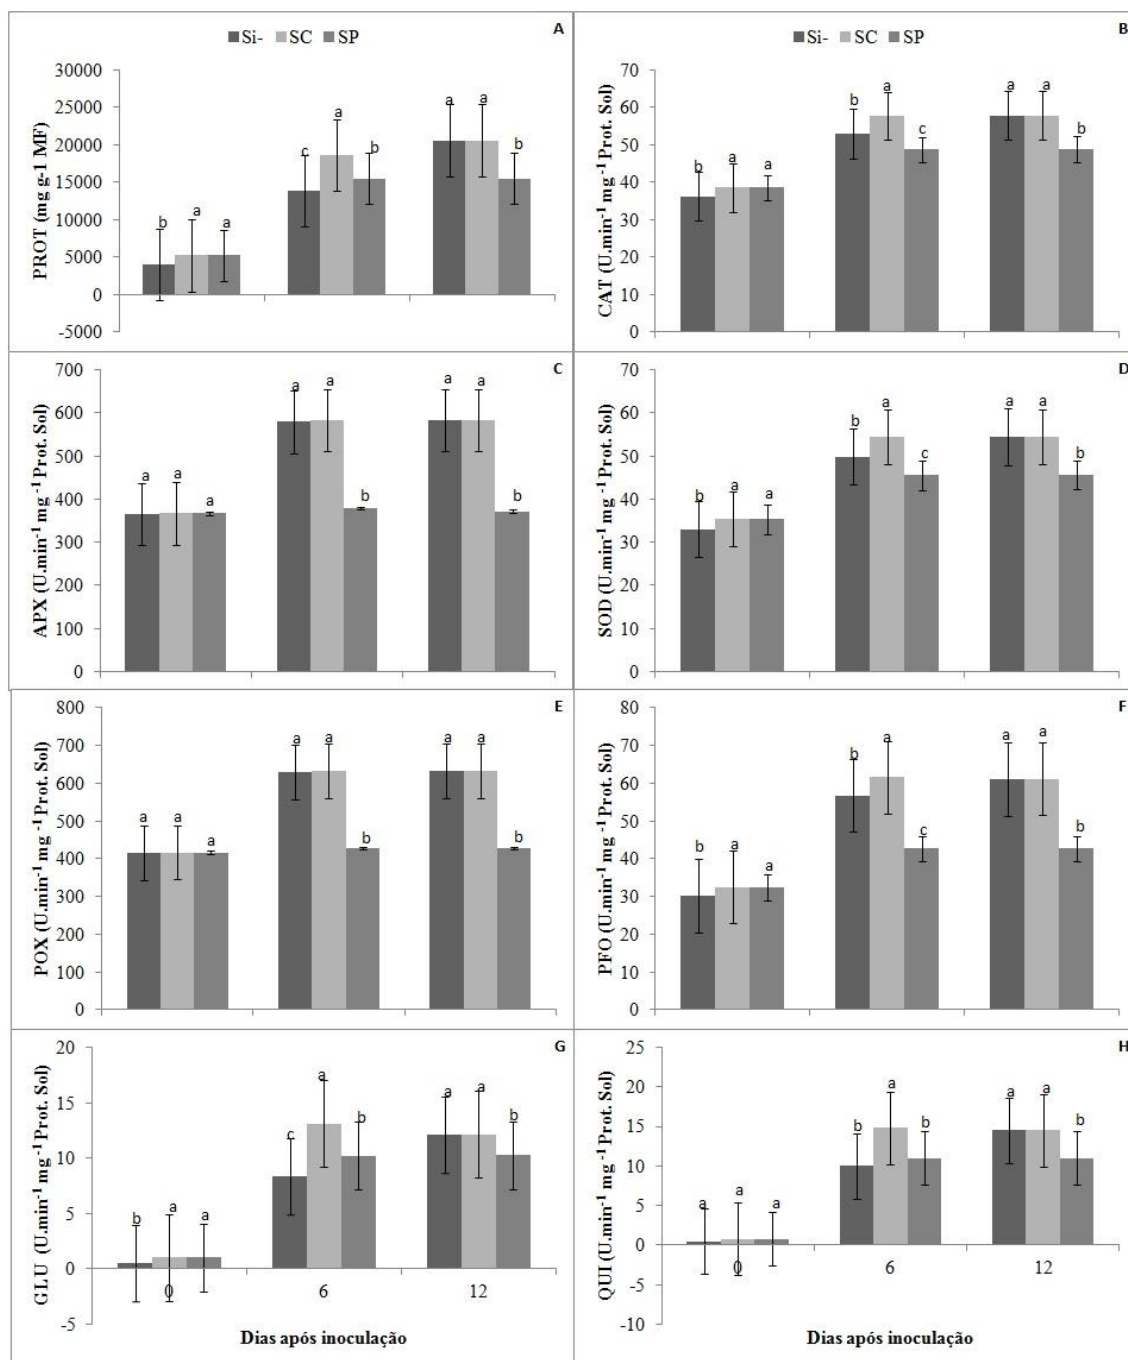 A
Si- SC SP
PROT (mg g-1 MF)
30000
25000
20000
15000
10000
5000
0
-5000
b a a
c a b
a a b
B
Si- SC SP
CAT (U.min-1 mg -1 Prot. Sol)
70
60
50
40
30
20
10
0
b a a
b a c
a a b
C
APX (U.min-1 mg -1 Prot. Sol)
700
600
500
400
300
200
100
0
a a a
a a b
a a b
D
SOD (U.min-1 mg -1 Prot. Sol)
70
60
50
40
30
20
10
0
b a a
b a c
a a b
E
POX (U.min-1 mg -1 Prot. Sol)
800
700
600
500
400
300
200
100
0
a a a
a a b
a a b
F
PFO (U.min-1 mg -1 Prot. Sol)
80
70
60
50
40
30
20
10
0
b a a
b a c
a a b
G
GLU (U.min-1 mg -1 Prot. Sol)
20
15
10
5
0
-5
b a a
c a b
a a b
0 6 12
Dias após inoculação
H
QUI (U.min-1 mg -1 Prot. Sol)
25
20
15
10
5
0
-5
-10
a a a
b a b
a a b
0 6 12
Dias após inoculação